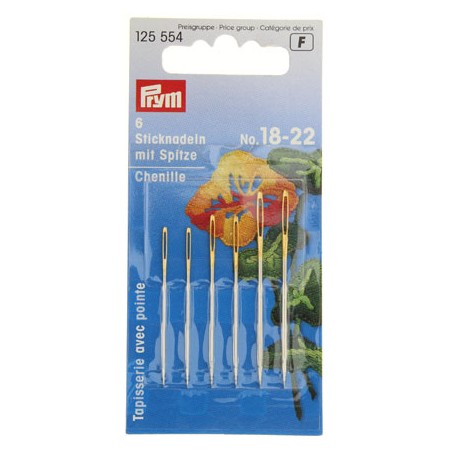 Preisgruppe · Price group · Catégorie de prix
125 554
F
Prym
6
Sticknadeln
mit Spitze
No. 18-22
Chenille
Tapisserie avec pointe